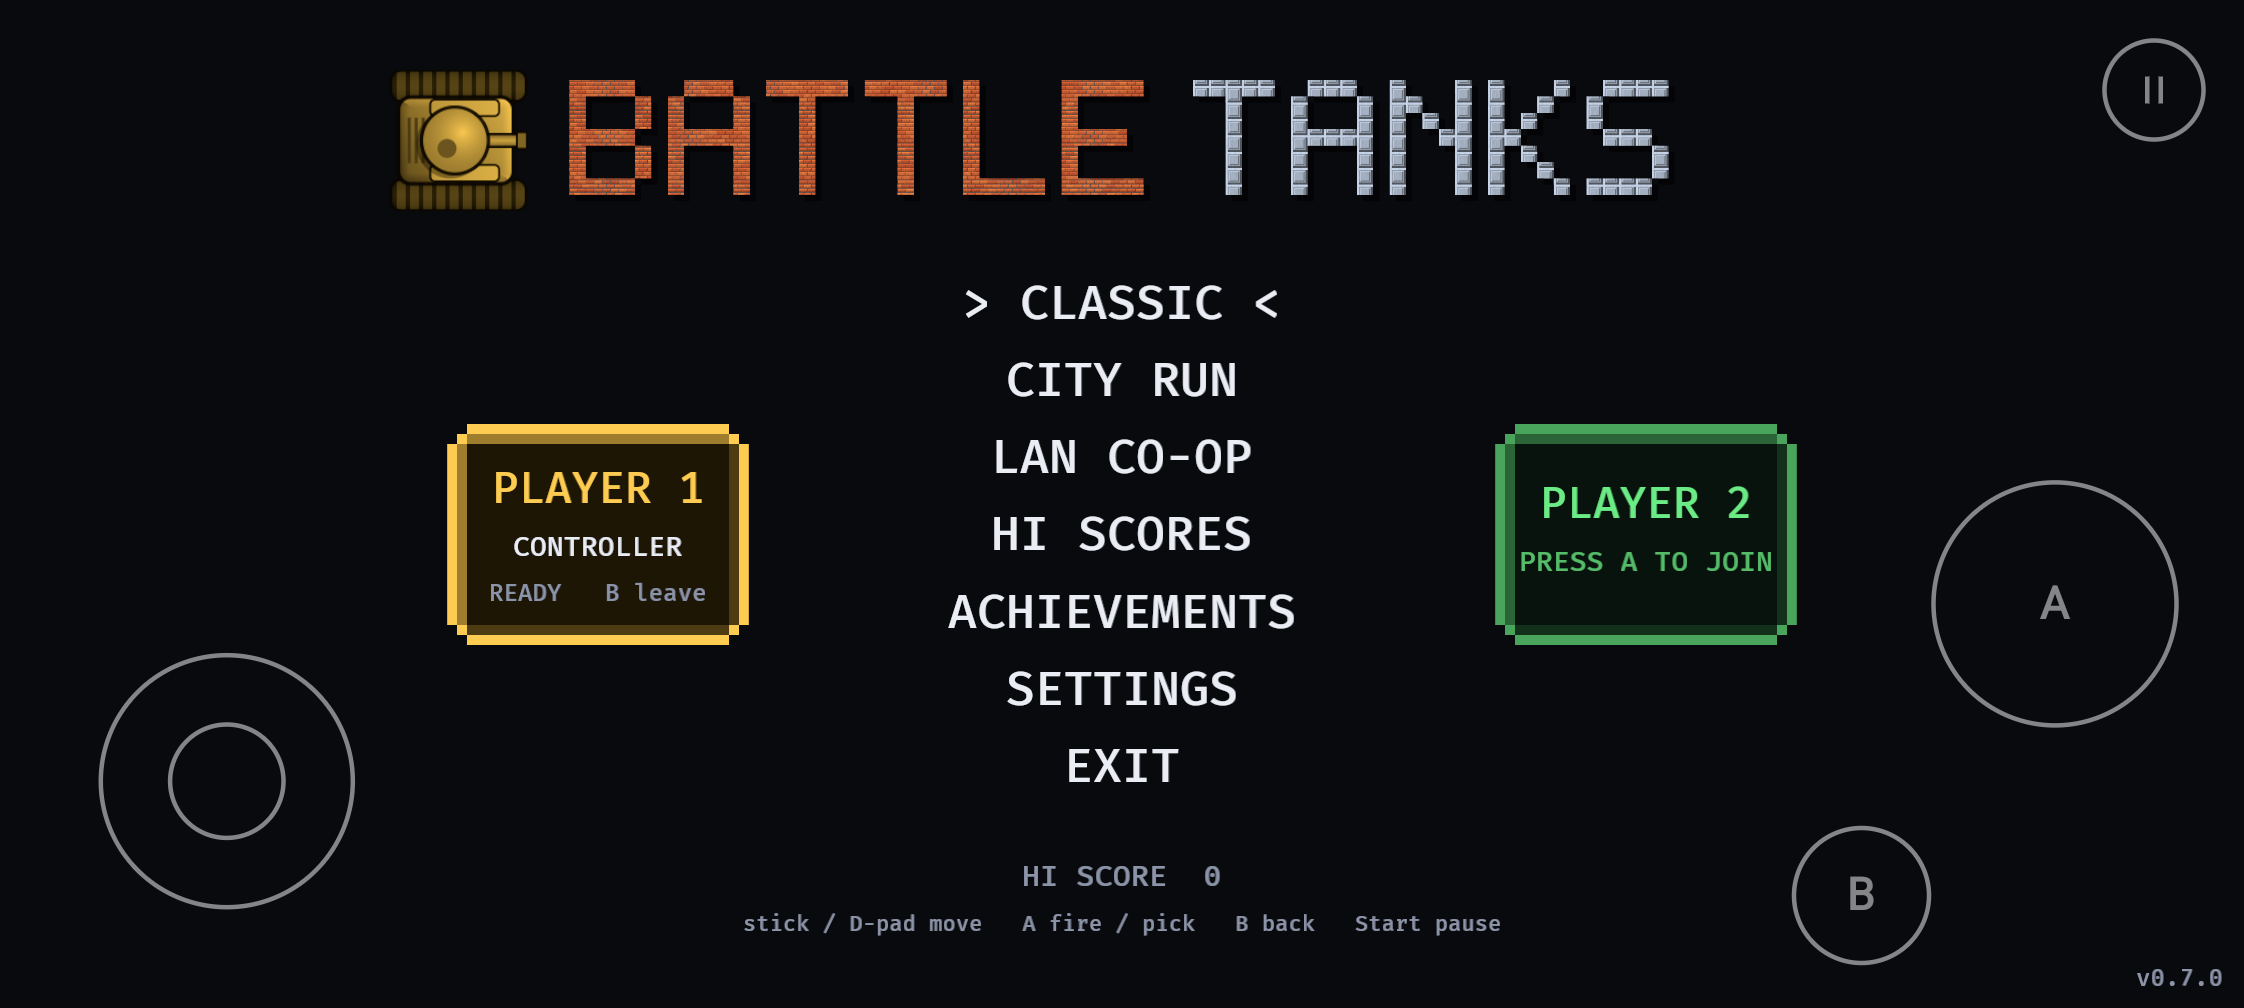 BATTLE TANKS
> CLASSIC <
CITY RUN
LAN CO-OP
HI SCORES
ACHIEVEMENTS
SETTINGS
EXIT
PLAYER 1
CONTROLLER
READY B leave
PLAYER 2
PRESS A TO JOIN
A
B
HI SCORE 0
stick / D-pad move A fire / pick B back Start pause
v0.7.0